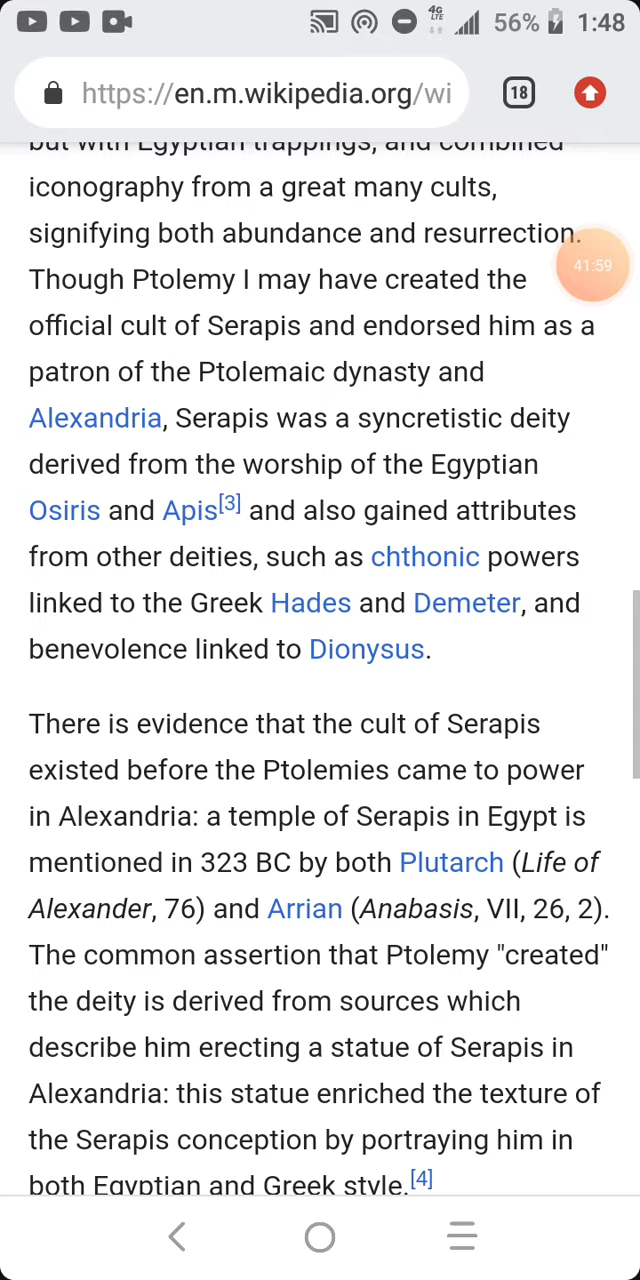 4G
LTE
56%
1:48
https://en.m.wikipedia.org/wi
18
but with Egyptian trappings, and combined
iconography from a great many cults,
signifying both abundance and resurrection.
41:59
Though Ptolemy I may have created the
official cult of Serapis and endorsed him as a
patron of the Ptolemaic dynasty and
Alexandria, Serapis was a syncretistic deity
derived from the worship of the Egyptian
Osiris and Apis[3] and also gained attributes
from other deities, such as chthonic powers
linked to the Greek Hades and Demeter, and
benevolence linked to Dionysus.
There is evidence that the cult of Serapis
existed before the Ptolemies came to power
in Alexandria: a temple of Serapis in Egypt is
mentioned in 323 BC by both Plutarch (Life of
Alexander, 76) and Arrian (Anabasis, VII, 26, 2).
The common assertion that Ptolemy "created"
the deity is derived from sources which
describe him erecting a statue of Serapis in
Alexandria: this statue enriched the texture of
the Serapis conception by portraying him in
both Egyptian and Greek style.[4]